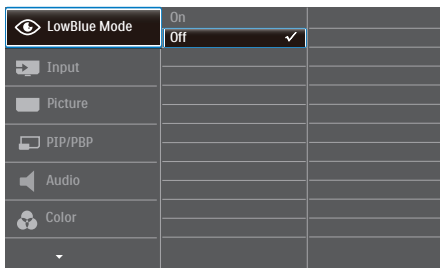 LowBlue Mode
On
Off
Input
Picture
PIP/PBP
Audio
Color